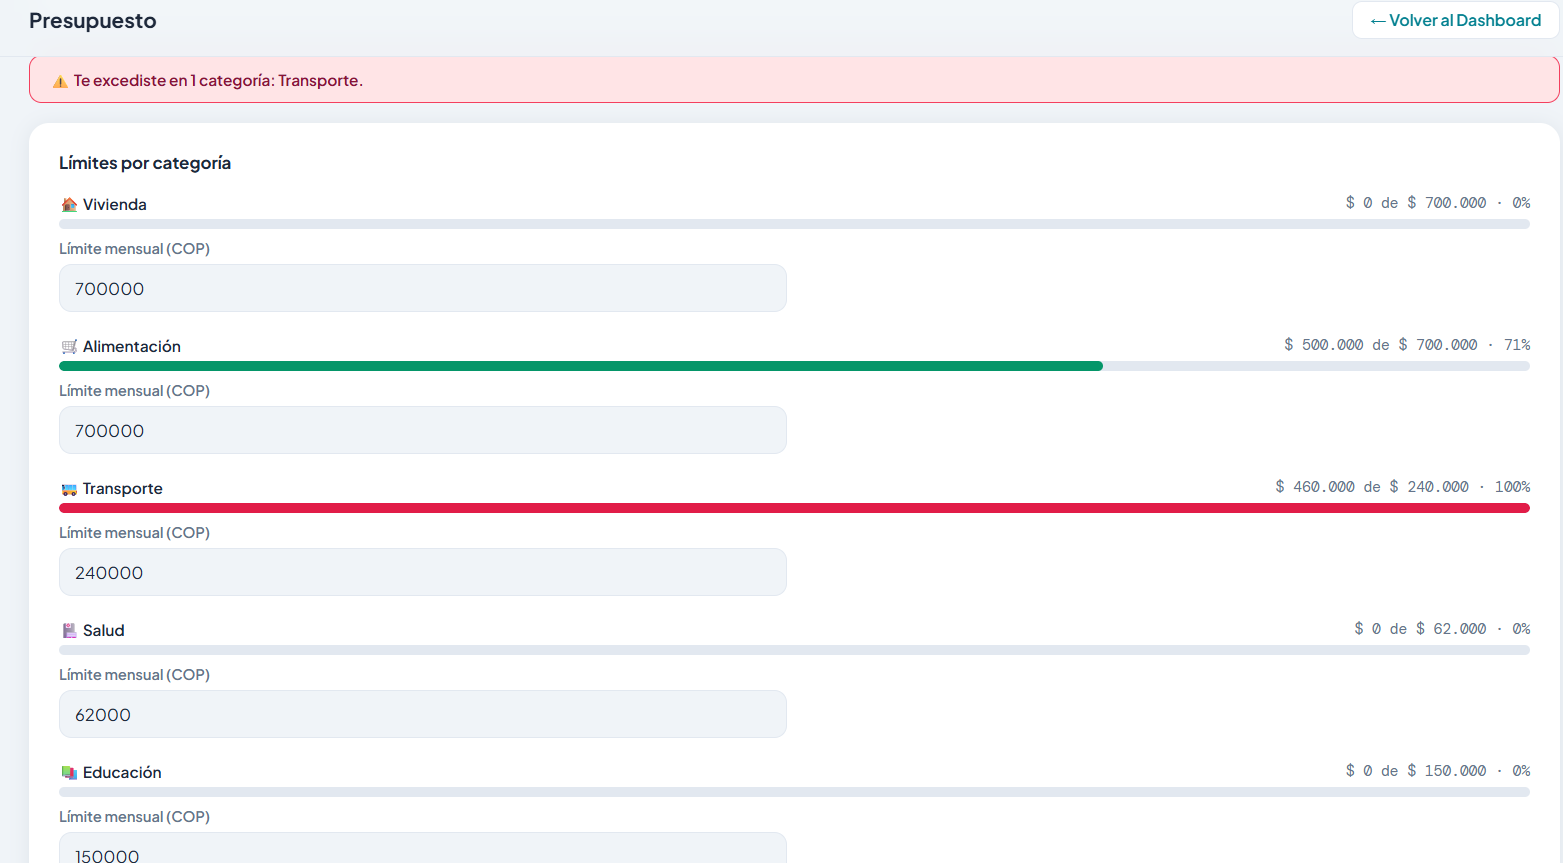 Presupuesto
← Volver al Dashboard
⚠️ Te excediste en 1 categoría: Transporte.
Límites por categoría
🏠 Vivienda
$ 0 de $ 700.000 · 0%
Límite mensual (COP)
700000
🛒 Alimentación
$ 500.000 de $ 700.000 · 71%
Límite mensual (COP)
700000
🚌 Transporte
$ 460.000 de $ 240.000 · 100%
Límite mensual (COP)
240000
Salud
$ 0 de $ 62.000 · 0%
Límite mensual (COP)
62000
📚 Educación
$ 0 de $ 150.000 · 0%
Límite mensual (COP)
150000